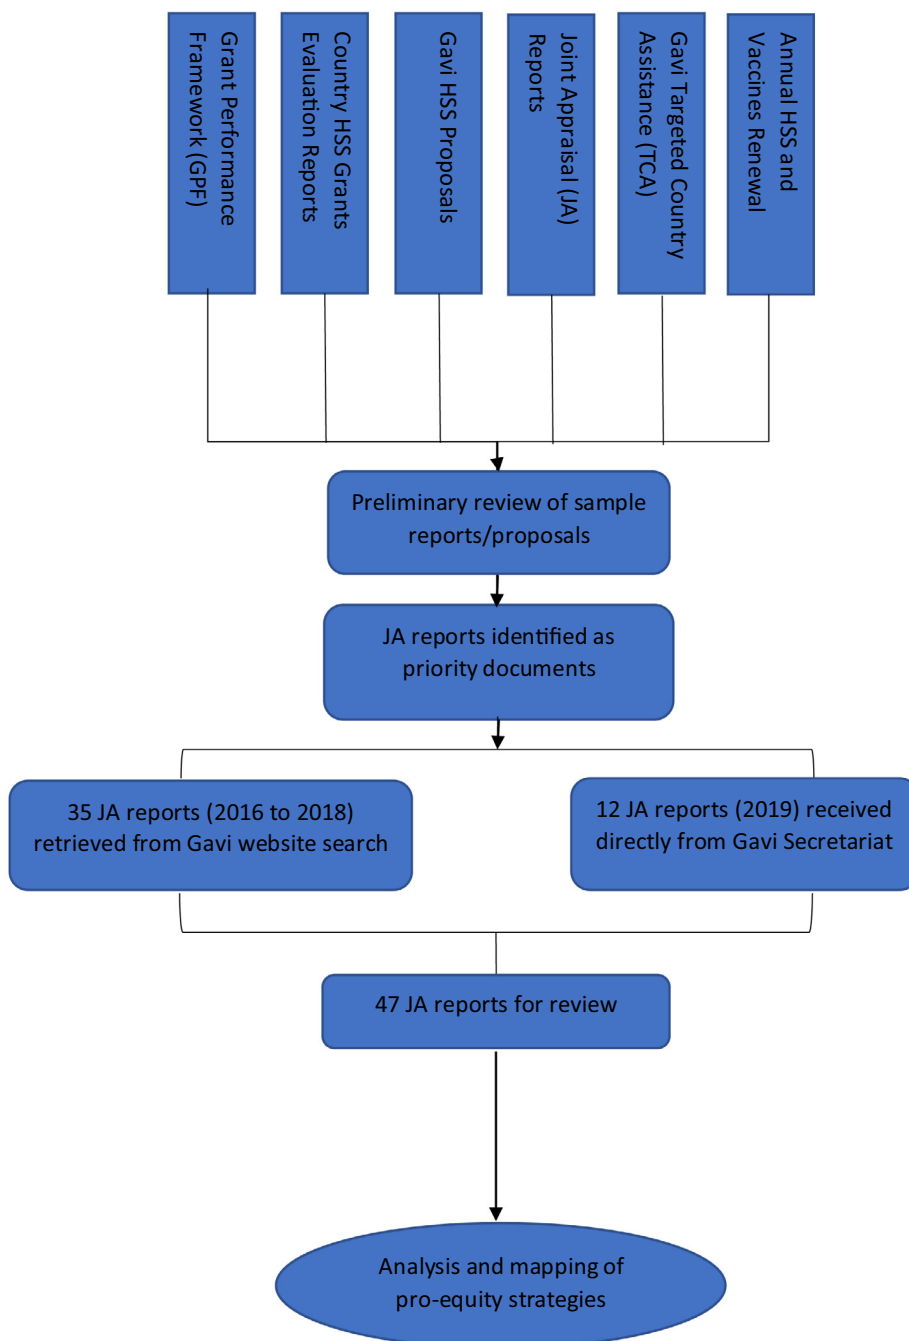 Grant Performance
Framework (GPF)
Country HSS Grants
Evaluation Reports
Gavi HSS Proposals
Joint Appraisal (JA)
Reports
Gavi Targeted Country
Assistance (TCA)
Annual HSS and
Vaccines Renewal
Preliminary review of sample
reports/proposals
JA reports identified as
priority documents
35 JA reports (2016 to 2018)
retrieved from Gavi website search
12 JA reports (2019) received
directly from Gavi Secretariat
47 JA reports for review
Analysis and mapping of
pro-equity strategies